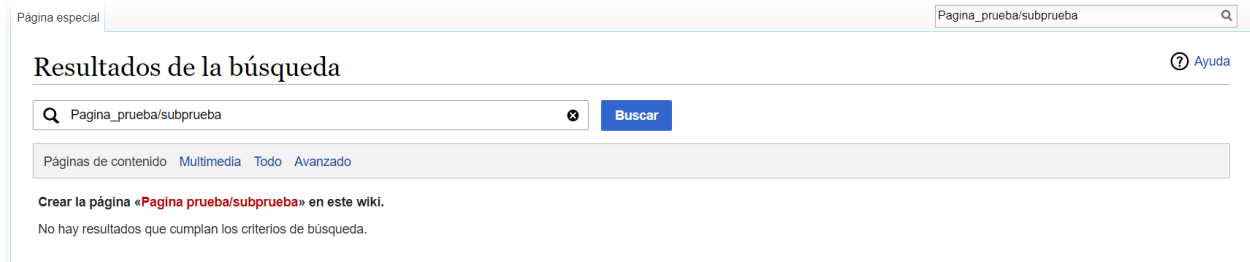 Página especial
Pagina_prueba/subprueba
Resultados de la búsqueda
Ayuda
Pagina_prueba/subprueba
Buscar
Páginas de contenido Multimedia Todo Avanzado
Crear la página «Pagina prueba/subprueba» en este wiki.
No hay resultados que cumplan los criterios de búsqueda.